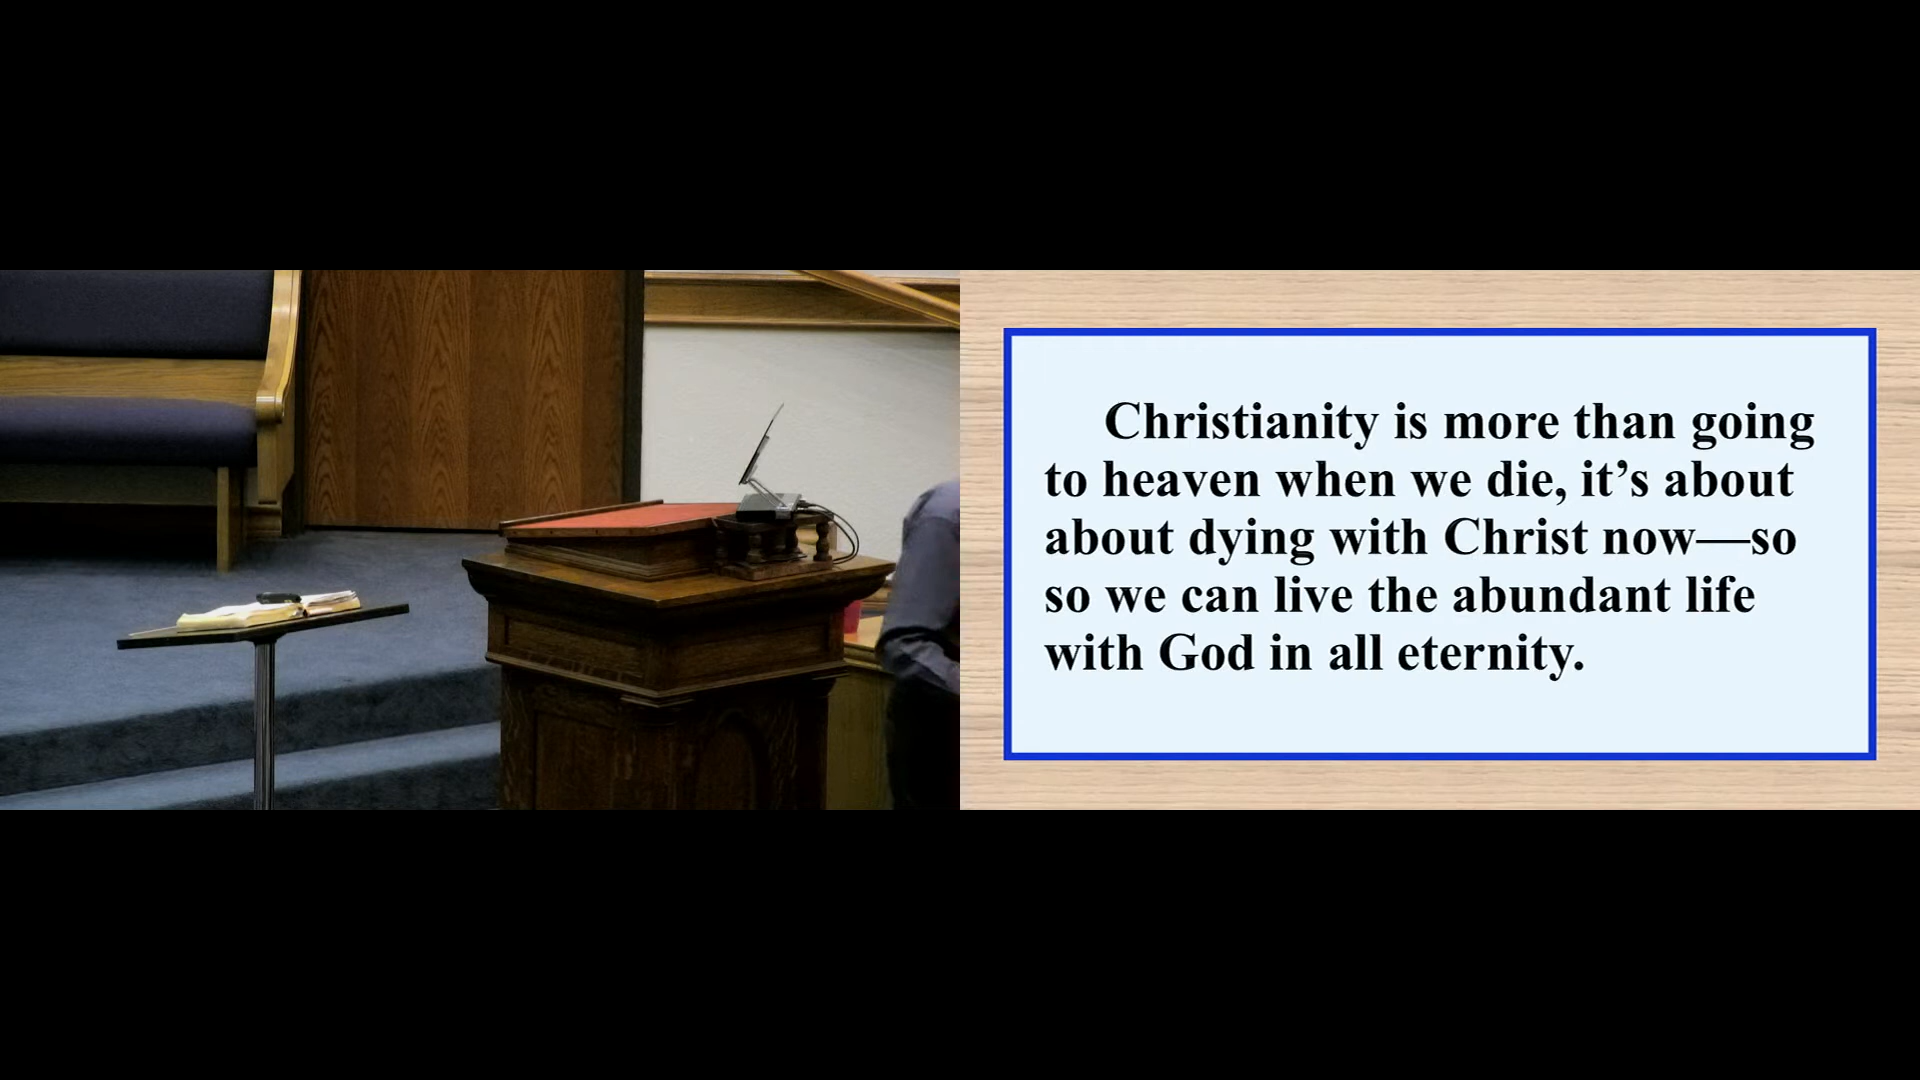 Christianity is more than going
to heaven when we die, it’s about
about dying with Christ now—so
so we can live the abundant life
with God in all eternity.